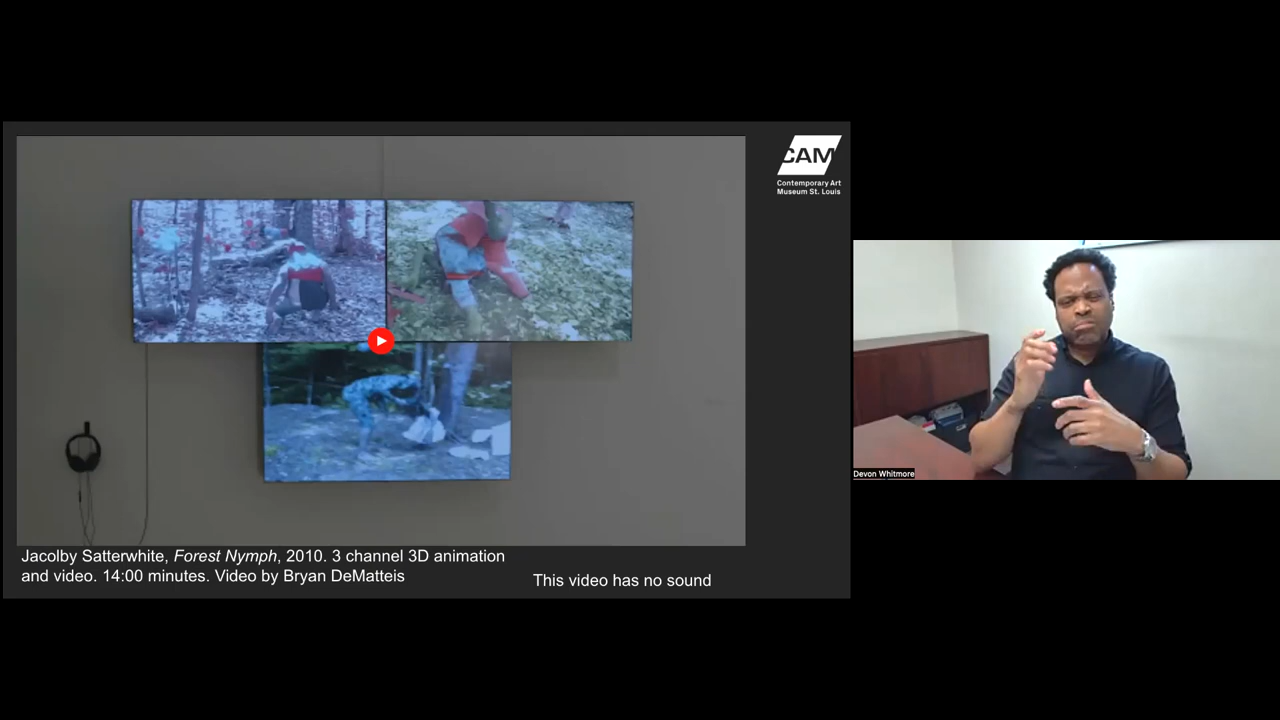 CAM
Contemporary Art
Museum St. Louis
Devon Whitmore
Jacolby Satterwhite, Forest Nymph, 2010. 3 channel 3D animation
and video. 14:00 minutes. Video by Bryan DeMatteis
This video has no sound